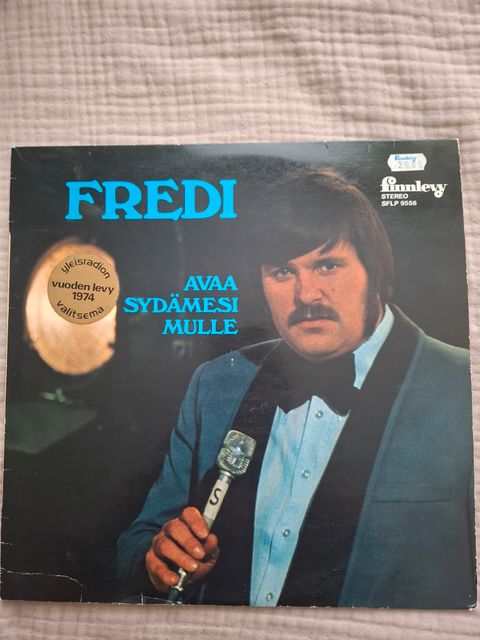 FREDI
finnlevy
STEREO
SFLP 9556
yleisradion
vuoden levy
1974
valitsema
AVAA
SYDÄMESI
MULLE
S